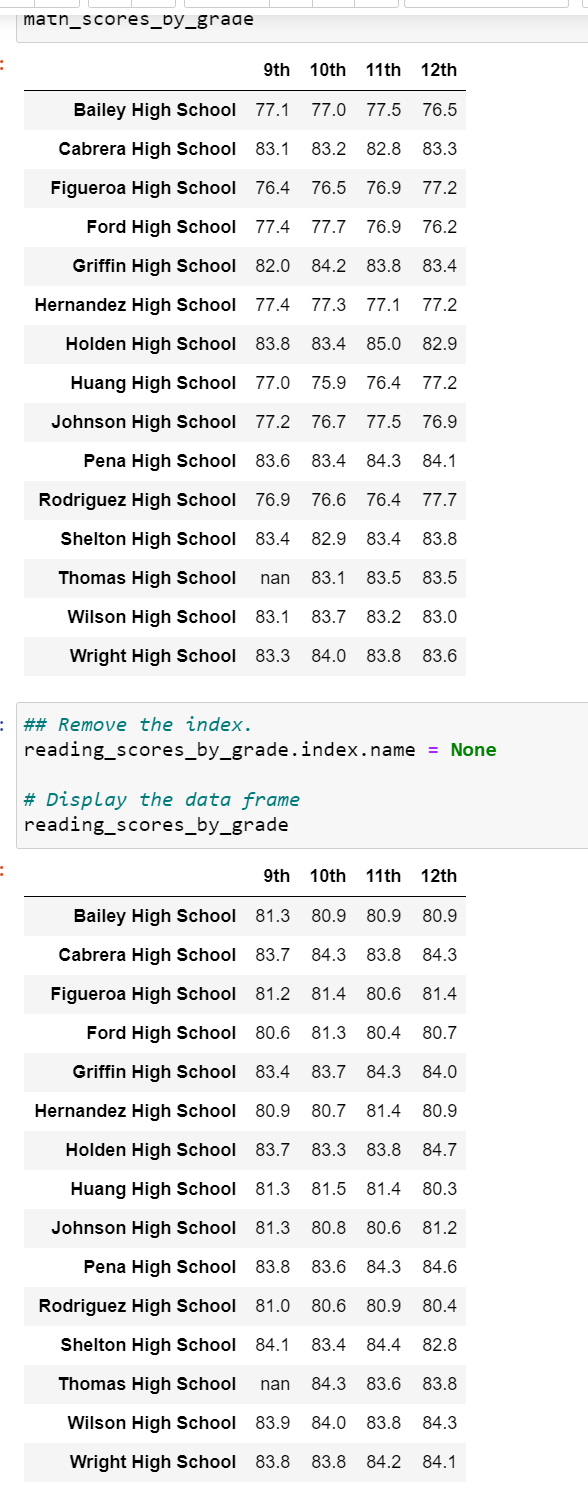 math_scores_by_grade
9th 10th 11th 12th
Bailey High School 77.1 77.0 77.5 76.5
Cabrera High School 83.1 83.2 82.8 83.3
Figueroa High School 76.4 76.5 76.9 77.2
Ford High School 77.4 77.7 76.9 76.2
Griffin High School 82.0 84.2 83.8 83.4
Hernandez High School 77.4 77.3 77.1 77.2
Holden High School 83.8 83.4 85.0 82.9
Huang High School 77.0 75.9 76.4 77.2
Johnson High School 77.2 76.7 77.5 76.9
Pena High School 83.6 83.4 84.3 84.1
Rodriguez High School 76.9 76.6 76.4 77.7
Shelton High School 83.4 82.9 83.4 83.8
Thomas High School nan 83.1 83.5 83.5
Wilson High School 83.1 83.7 83.2 83.0
Wright High School 83.3 84.0 83.8 83.6
## Remove the index.
reading_scores_by_grade.index.name = None
# Display the data frame
reading_scores_by_grade
9th 10th 11th 12th
Bailey High School 81.3 80.9 80.9 80.9
Cabrera High School 83.7 84.3 83.8 84.3
Figueroa High School 81.2 81.4 80.6 81.4
Ford High School 80.6 81.3 80.4 80.7
Griffin High School 83.4 83.7 84.3 84.0
Hernandez High School 80.9 80.7 81.4 80.9
Holden High School 83.7 83.3 83.8 84.7
Huang High School 81.3 81.5 81.4 80.3
Johnson High School 81.3 80.8 80.6 81.2
Pena High School 83.8 83.6 84.3 84.6
Rodriguez High School 81.0 80.6 80.9 80.4
Shelton High School 84.1 83.4 84.4 82.8
Thomas High School nan 84.3 83.6 83.8
Wilson High School 83.9 84.0 83.8 84.3
Wright High School 83.8 83.8 84.2 84.1